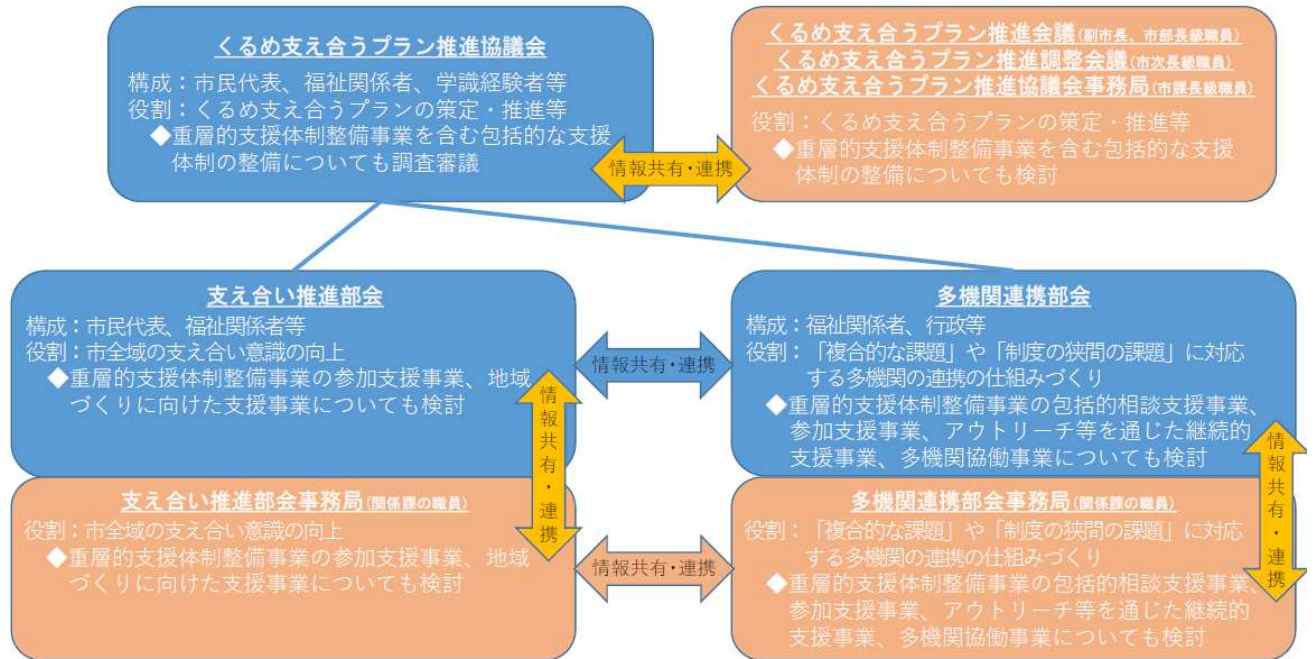 くるめ支え合うプラン推進協議会
構成：市民代表、福祉関係者、学識経験者等
役割：くるめ支え合うプランの策定・推進等
◆重層的支援体制整備事業を含む包括的な支援
体制の整備についても調査審議
情報共有・連携
くるめ支え合うプラン推進会議(副市長、市部長級職員)
くるめ支え合うプラン推進調整会議(市次長級職員)
くるめ支え合うプラン推進協議会事務局(市課長級職員)
役割：くるめ支え合うプランの策定・推進等
◆重層的支援体制整備事業を含む包括的な支援
体制の整備についても検討
支え合い推進部会
構成：市民代表、福祉関係者等
役割：市全域の支え合い意識の向上
◆重層的支援体制整備事業の参加支援事業、地域
づくりに向けた支援事業についても検討
情報共有・連携
情報共有・連携
多機関連携部会
構成：福祉関係者、行政等
役割：「複合的な課題」や「制度の狭間の課題」に対応
する多機関の連携の仕組みづくり
◆重層的支援体制整備事業の包括的相談支援事業、
参加支援事業、アウトリーチ等を通じた継続的
支援事業、多機関協働事業についても検討
情報共有・連携
支え合い推進部会事務局(関係課の職員)
役割：市全域の支え合い意識の向上
◆重層的支援体制整備事業の参加支援事業、地域
づくりに向けた支援事業についても検討
情報共有・連携
多機関連携部会事務局(関係課の職員)
役割：「複合的な課題」や「制度の狭間の課題」に対応
する多機関の連携の仕組みづくり
◆重層的支援体制整備事業の包括的相談支援事業、
参加支援事業、アウトリーチ等を通じた継続的
支援事業、多機関協働事業についても検討